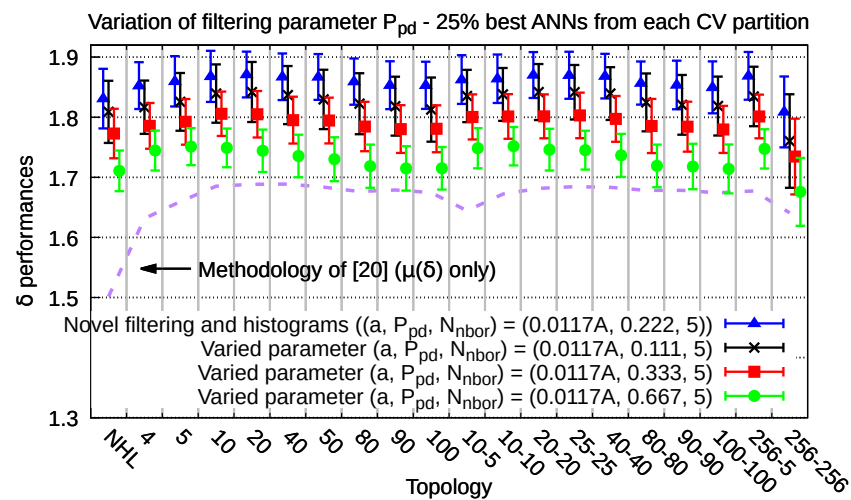 Variation of filtering parameter Ppd - 25% best ANNs from each CV partition
δ performances
1.9
1.8
1.7
1.6
1.5
1.3
Methodology of [20] (μ(δ) only)
Novel filtering and histograms ((a, Ppd, Nnbor) = (0.0117A, 0.222, 5))
Varied parameter (a, Ppd, Nnbor) = (0.0117A, 0.111, 5)
Varied parameter (a, Ppd, Nnbor) = (0.0117A, 0.333, 5)
Varied parameter (a, Ppd, Nnbor) = (0.0117A, 0.667, 5)
NHL
4
5
10
20
40
50
80
90
100
10-5
10-10
20-20
25-25
40-40
80-80
90-90
100-100
256-5
256-256
Topology